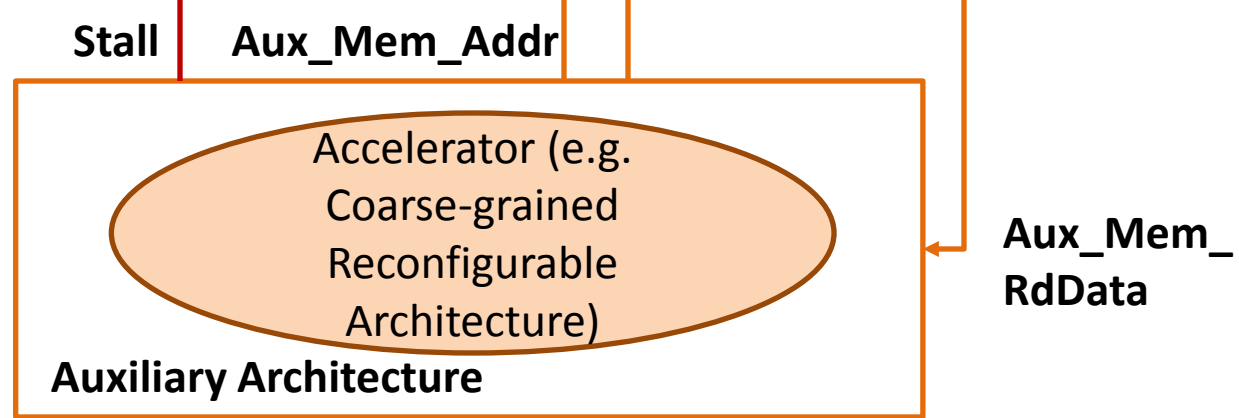 Stall
Aux_Mem_Addr
Accelerator (e.g.
Coarse-grained
Reconfigurable
Architecture)
Aux_Mem_
RdData
Auxiliary Architecture